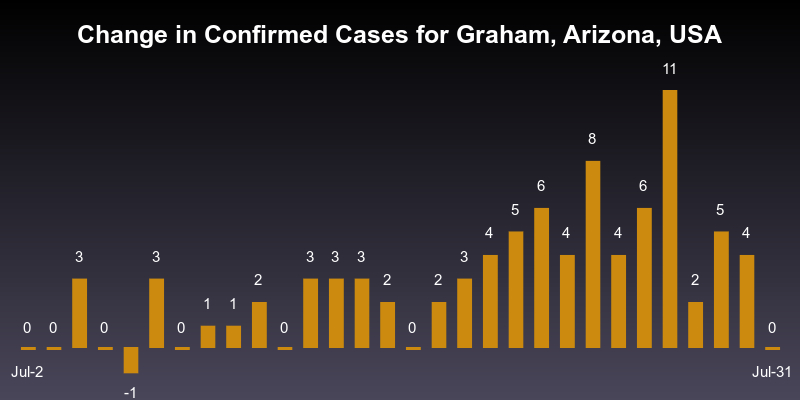 Change in Confirmed Cases for Graham, Arizona, USA
11
8
6 6
5 5
4 4 4 4
3 3 3 3 3 3
2 2 2 2
1 1
0 0 0 0 0 0 0
Jul-2 Jul-31
-1